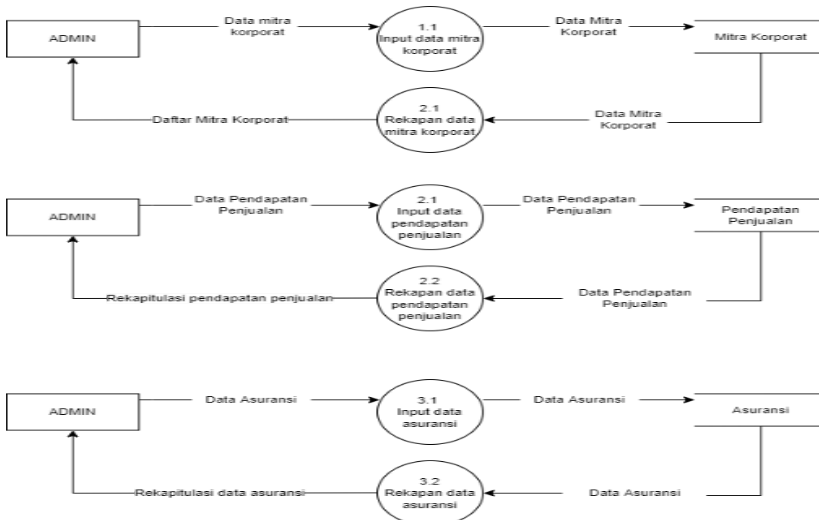 Data mitra
korporat
1.1
Input data mitra
korporat
Data Mitra
Korporat
ADMIN
Mitra Korporat
Daftar Mitra Korporat
2.1
Rekapan data
mitra korporat
Data Mitra
Korporat
Data Pendapatan
Penjualan
2.1
Input data
pendapatan
penjualan
Data Pendapatan
Penjualan
ADMIN
Pendapatan
Penjualan
Rekapitulasi pendapatan penjualan
2.2
Rekapan data
pendapatan
penjualan
Data Pendapatan
Penjualan
Data Asuransi
3.1
Input data
asuransi
Data Asuransi
ADMIN
Asuransi
Rekapitulasi data asuransi
3.2
Rekapan data
asuransi
Data Asuransi